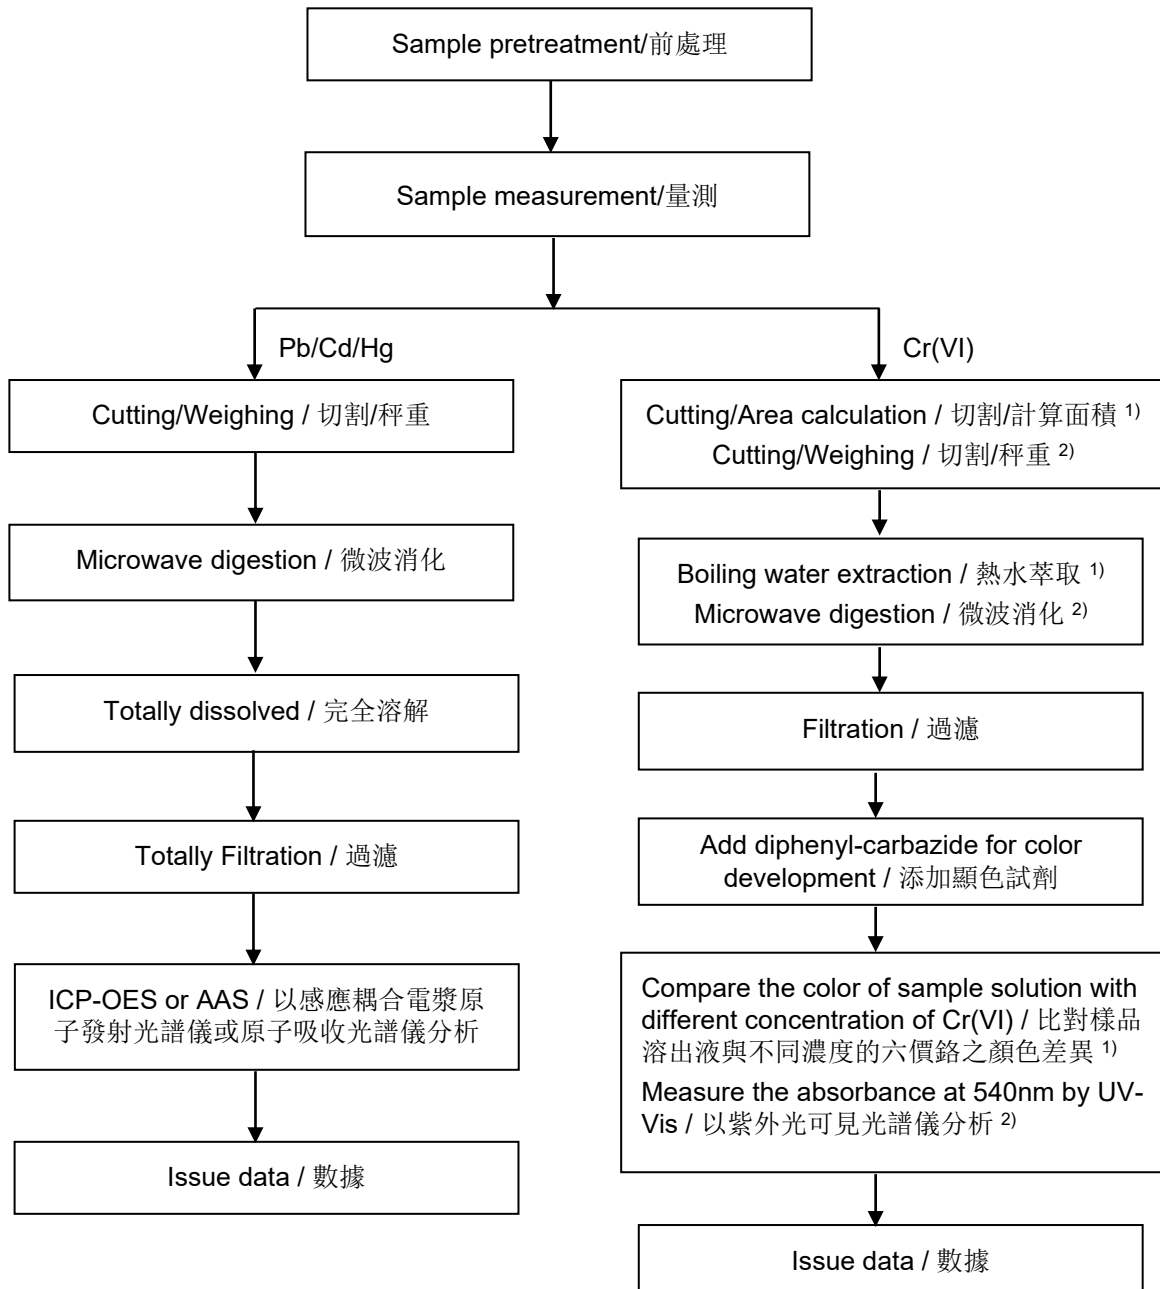 Sample pretreatment/前處理
Sample measurement/量測
Pb/Cd/Hg
Cutting/Weighing / 切割/秤重
Microwave digestion / 微波消化
Totally dissolved / 完全溶解
Totally Filtration / 過濾
ICP-OES or AAS / 以感應耦合電漿原
子發射光譜儀或原子吸收光譜儀分析
Issue data / 數據
Cr(VI)
Cutting/Area calculation / 切割/計算面積 1)
Cutting/Weighing / 切割/秤重 2)
Boiling water extraction / 熱水萃取 1)
Microwave digestion / 微波消化 2)
Filtration / 過濾
Add diphenyl-carbazide for color
development / 添加顯色試劑
Compare the color of sample solution with
different concentration of Cr(VI) / 比對樣品
溶出液與不同濃度的六價鉻之顏色差異 1)
Measure the absorbance at 540nm by UV-
Vis / 以紫外光可見光譜儀分析 2)
Issue data / 數據